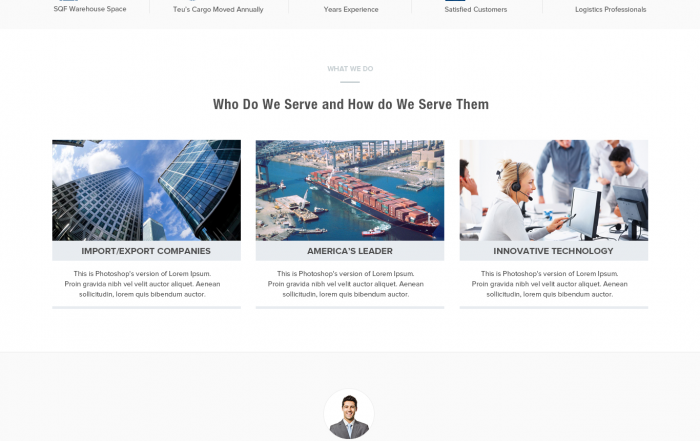 SQF Warehouse Space
Teu's Cargo Moved Annually
Years Experience
Satisfied Customers
Logistics Professionals
WHAT WE DO
Who Do We Serve and How do We Serve Them
IMPORT/EXPORT COMPANIES
This is Photoshop's version of Lorem Ipsum.
Proin gravida nibh vel velit auctor aliquet. Aenean
sollicitudin, lorem quis bibendum auctor.
AMERICA'S LEADER
This is Photoshop's version of Lorem Ipsum.
Proin gravida nibh vel velit auctor aliquet. Aenean
sollicitudin, lorem quis bibendum auctor.
INNOVATIVE TECHNOLOGY
This is Photoshop's version of Lorem Ipsum.
Proin gravida nibh vel velit auctor aliquet. Aenean
sollicitudin, lorem quis bibendum auctor.